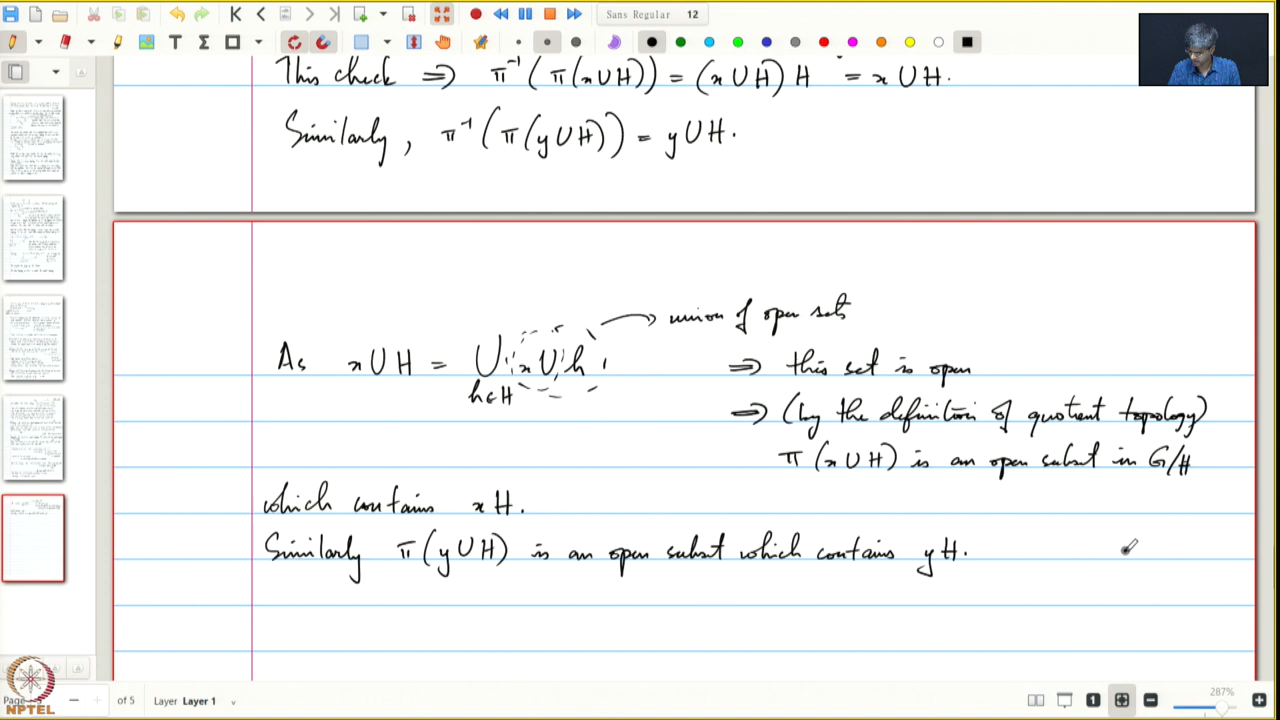 Sans Regular 12
This check ⇒ π⁻¹(π(xUH)) = (xUH)H = xUH.
Similarly, π⁻¹(π(yUH)) = yUH.
As xUH = ⋃_{h∈H} xUh, → union of open sets
⇒ this set is open
⇒ (by the definition of quotient topology)
π(xUH) is an open subset in G/H
which contains xH.
Similarly π(yUH) is an open subset which contains yH.
of 5 Layer Layer 1 287%
NPTEL